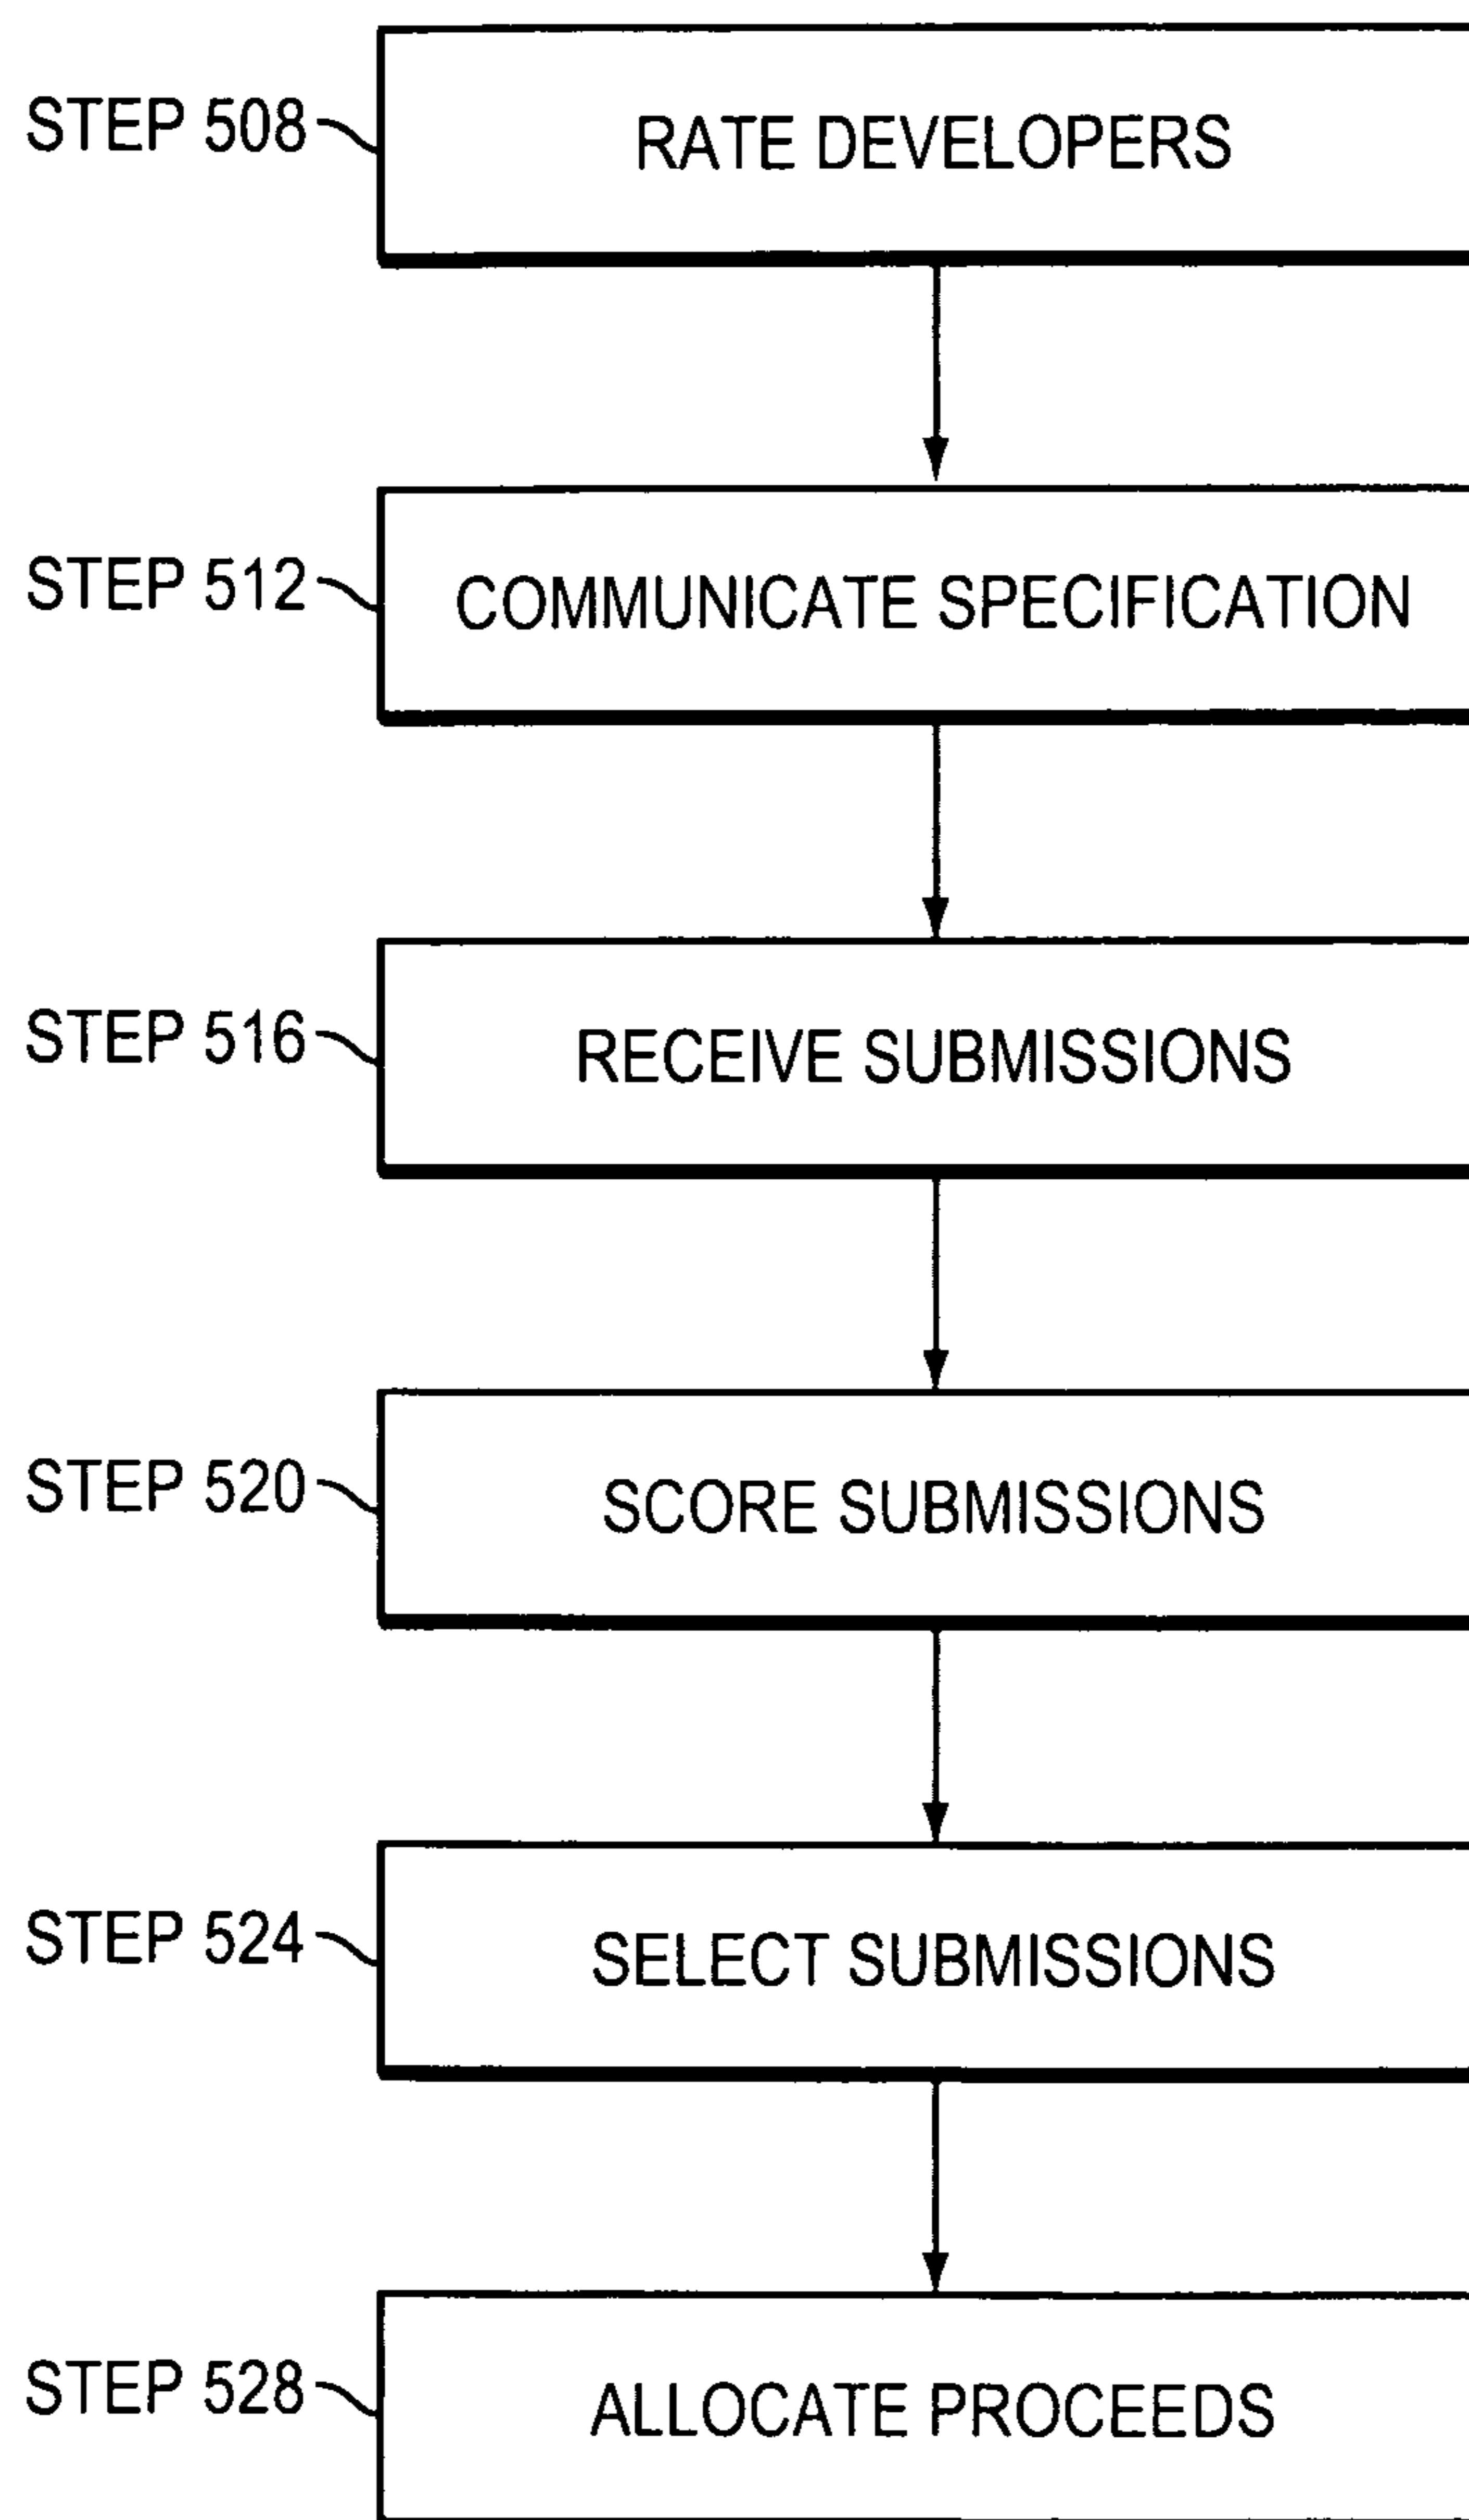 STEP 508
RATE DEVELOPERS
STEP 512
COMMUNICATE SPECIFICATION
STEP 516
RECEIVE SUBMISSIONS
STEP 520
SCORE SUBMISSIONS
STEP 524
SELECT SUBMISSIONS
STEP 528
ALLOCATE PROCEEDS